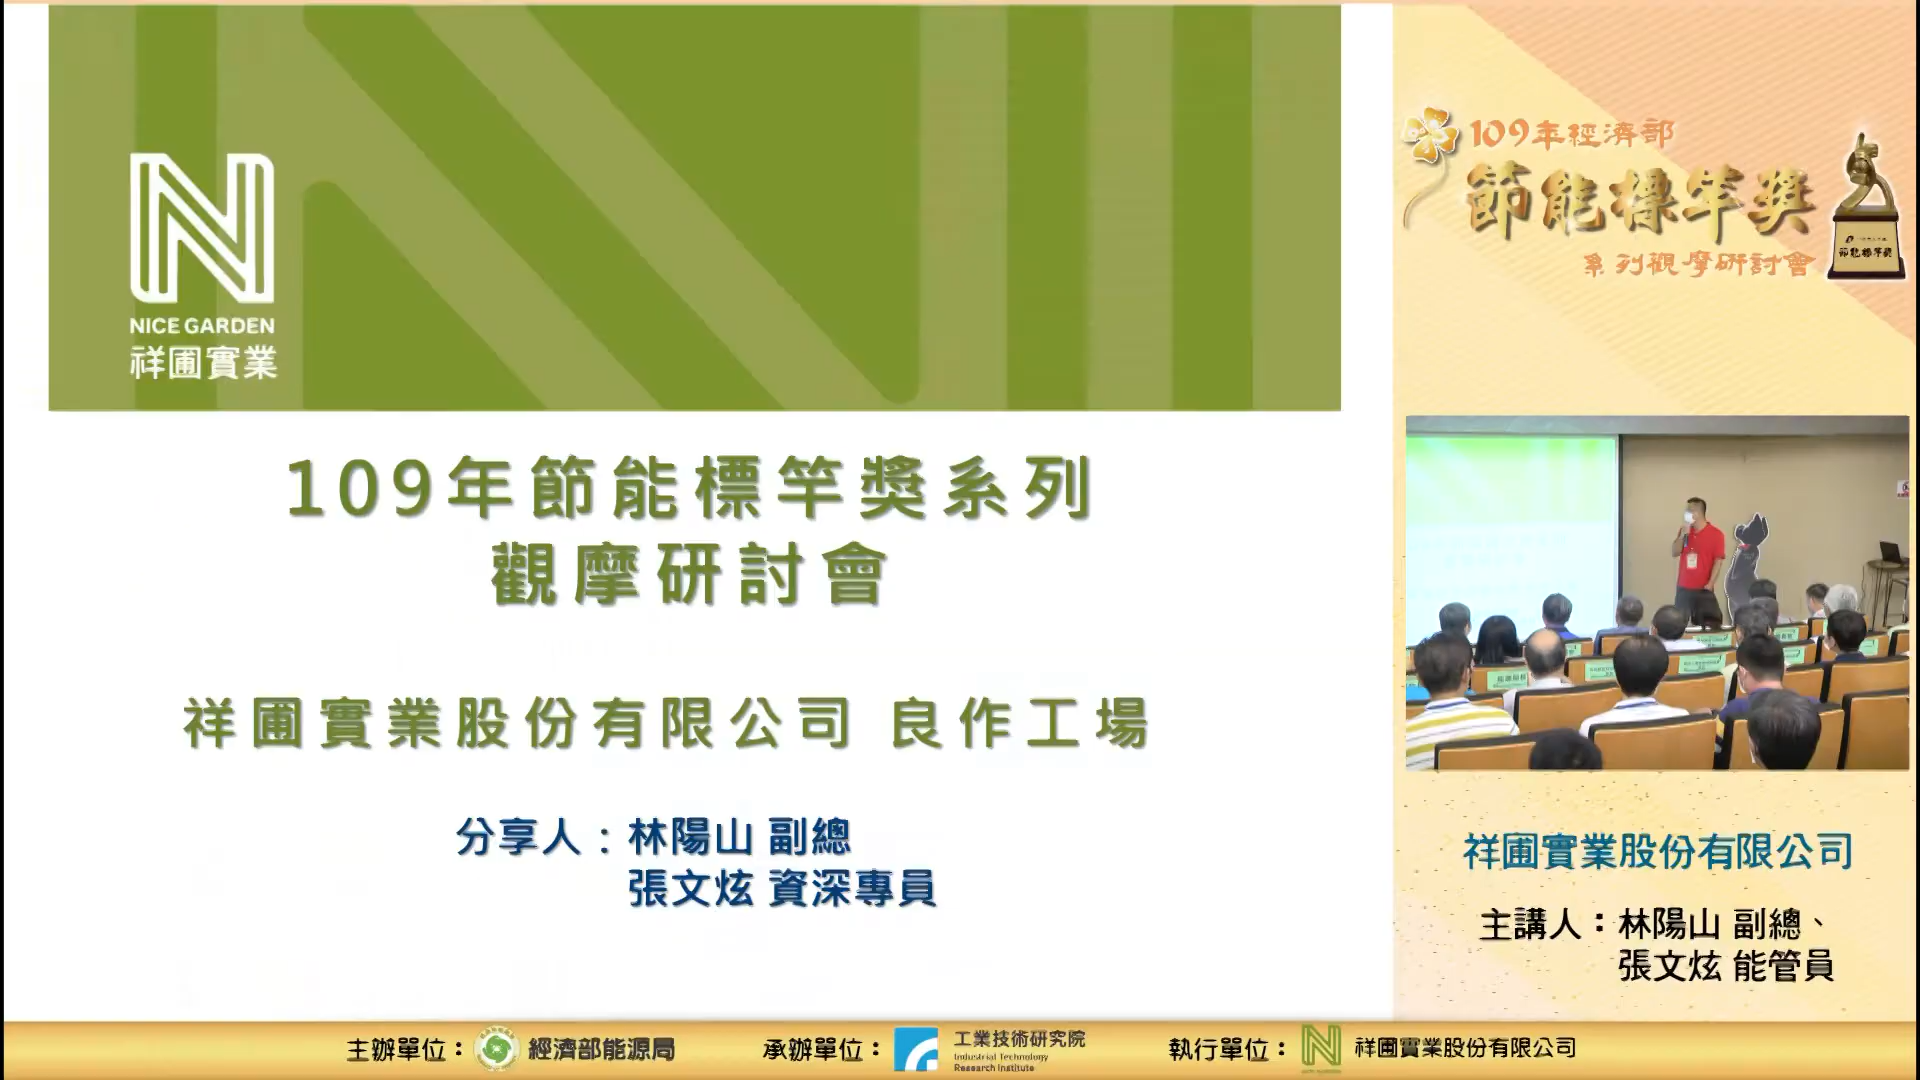 NICE GARDEN
祥圃實業
109年節能標竿獎系列
觀摩研討會
祥圃實業股份有限公司 良作工場
分享人：林陽山 副總
張文炫 資深專員
109年經濟部
節能標竿獎
系列觀摩研討會
節能標竿獎
祥圃實業股份有限公司
主講人：林陽山 副總、
張文炫 能管員
主辦單位：經濟部能源局
承辦單位：工業技術研究院
Industrial Technology
Research Institute
執行單位：祥圃實業股份有限公司